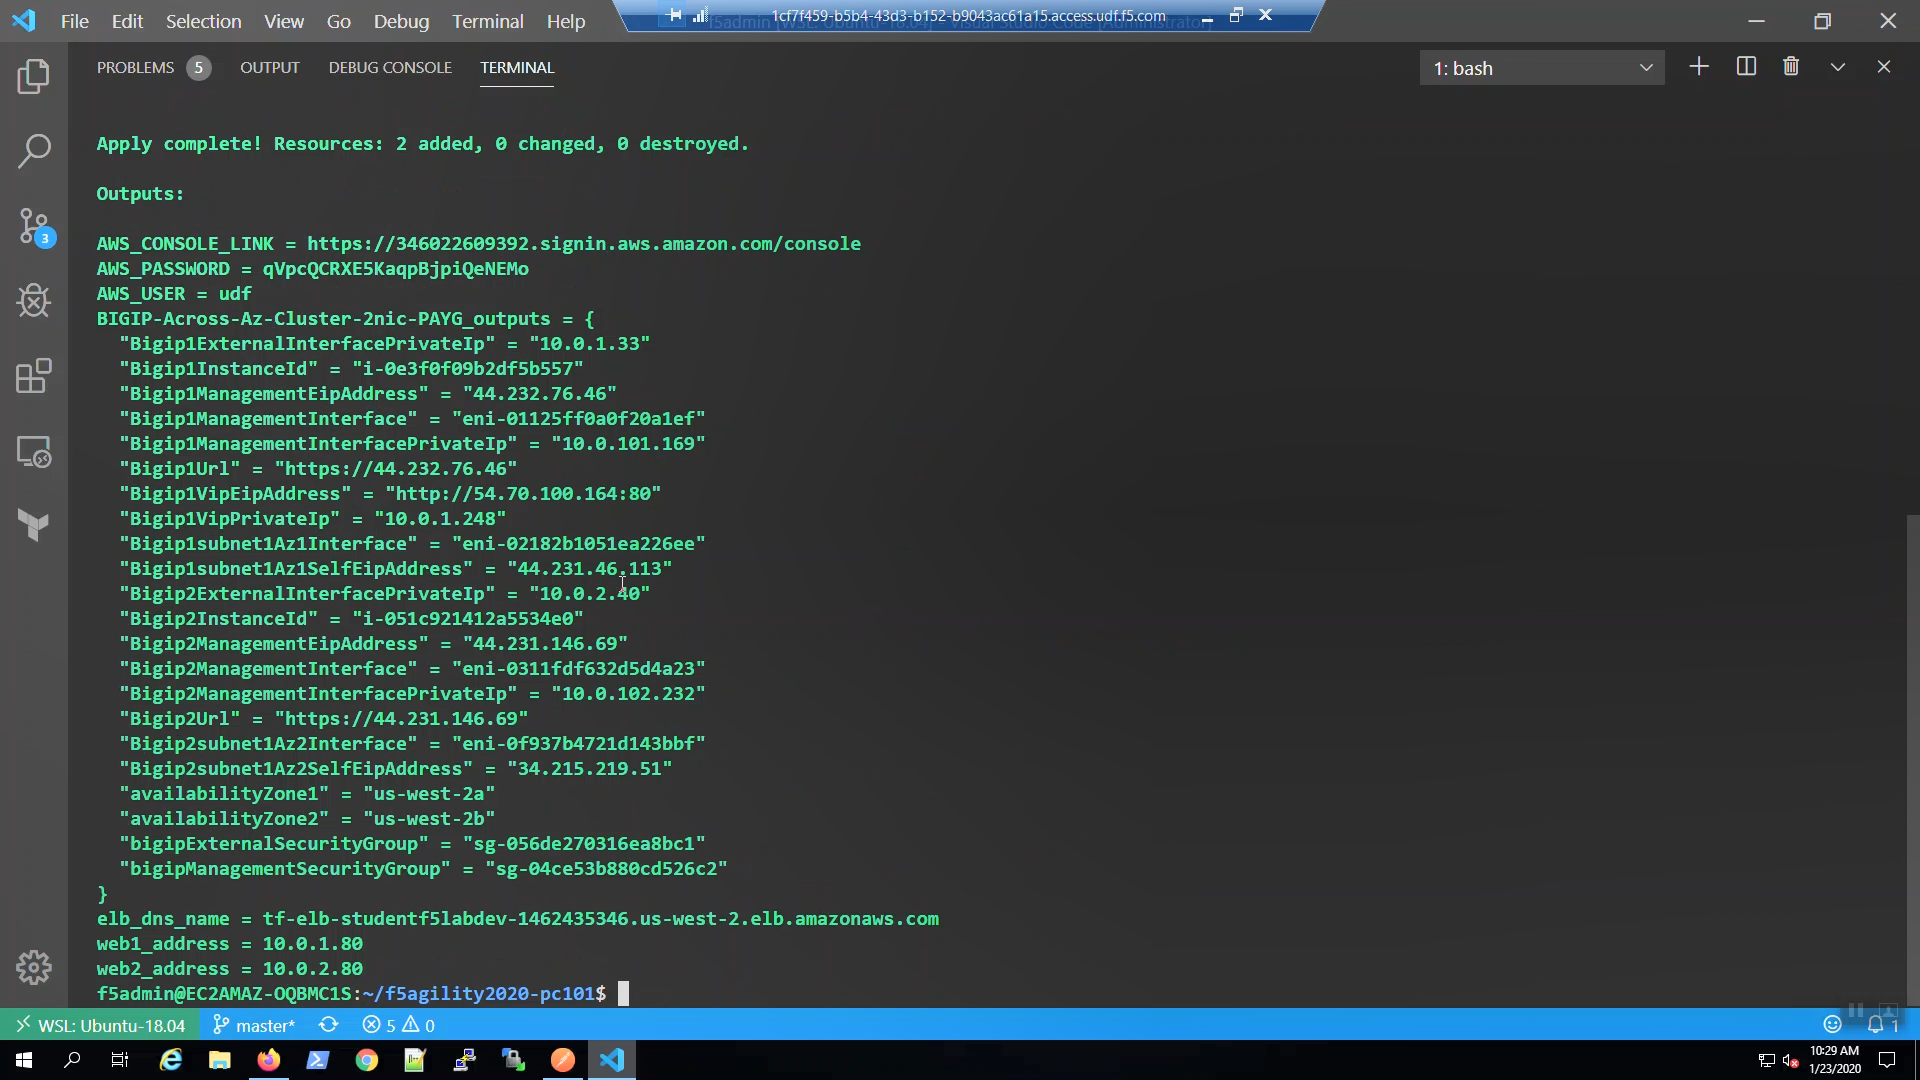 File Edit Selection View Go Debug Terminal Help
1cf7f459-b5b4-43d3-b152-b9043ac61a15.access.udf.f5.com
PROBLEMS 5 OUTPUT DEBUG CONSOLE TERMINAL
1: bash
Apply complete! Resources: 2 added, 0 changed, 0 destroyed.
Outputs:
AWS_CONSOLE_LINK = https://346022609392.signin.aws.amazon.com/console
AWS_PASSWORD = qVpcQCRXE5KaqpBjpiQeNEMo
AWS_USER = udf
BIGIP-Across-Az-Cluster-2nic-PAYG_outputs = {
"Bigip1ExternalInterfacePrivateIp" = "10.0.1.33"
"Bigip1InstanceId" = "i-0e3f0f09b2df5b557"
"Bigip1ManagementEipAddress" = "44.232.76.46"
"Bigip1ManagementInterface" = "eni-01125ff0a0f20a1ef"
"Bigip1ManagementInterfacePrivateIp" = "10.0.101.169"
"Bigip1Url" = "https://44.232.76.46"
"Bigip1VipEipAddress" = "http://54.70.100.164:80"
"Bigip1VipPrivateIp" = "10.0.1.248"
"Bigip1subnet1Az1Interface" = "eni-02182b1051ea226ee"
"Bigip1subnet1Az1SelfEipAddress" = "44.231.46.113"
"Bigip2ExternalInterfacePrivateIp" = "10.0.2.40"
"Bigip2InstanceId" = "i-051c921412a5534e0"
"Bigip2ManagementEipAddress" = "44.231.146.69"
"Bigip2ManagementInterface" = "eni-0311fdf632d5d4a23"
"Bigip2ManagementInterfacePrivateIp" = "10.0.102.232"
"Bigip2Url" = "https://44.231.146.69"
"Bigip2subnet1Az2Interface" = "eni-0f937b4721d143bbf"
"Bigip2subnet1Az2SelfEipAddress" = "34.215.219.51"
"availabilityZone1" = "us-west-2a"
"availabilityZone2" = "us-west-2b"
"bigipExternalSecurityGroup" = "sg-056de270316ea8bc1"
"bigipManagementSecurityGroup" = "sg-04ce53b880cd526c2"
}
elb_dns_name = tf-elb-studentf5labdev-1462435346.us-west-2.elb.amazonaws.com
web1_address = 10.0.1.80
web2_address = 10.0.2.80
f5admin@EC2AMAZ-OQBMC1S:~/f5agility2020-pc101$
3
WSL: Ubuntu-18.04 master* 5 0 1
10:29 AM
1/23/2020